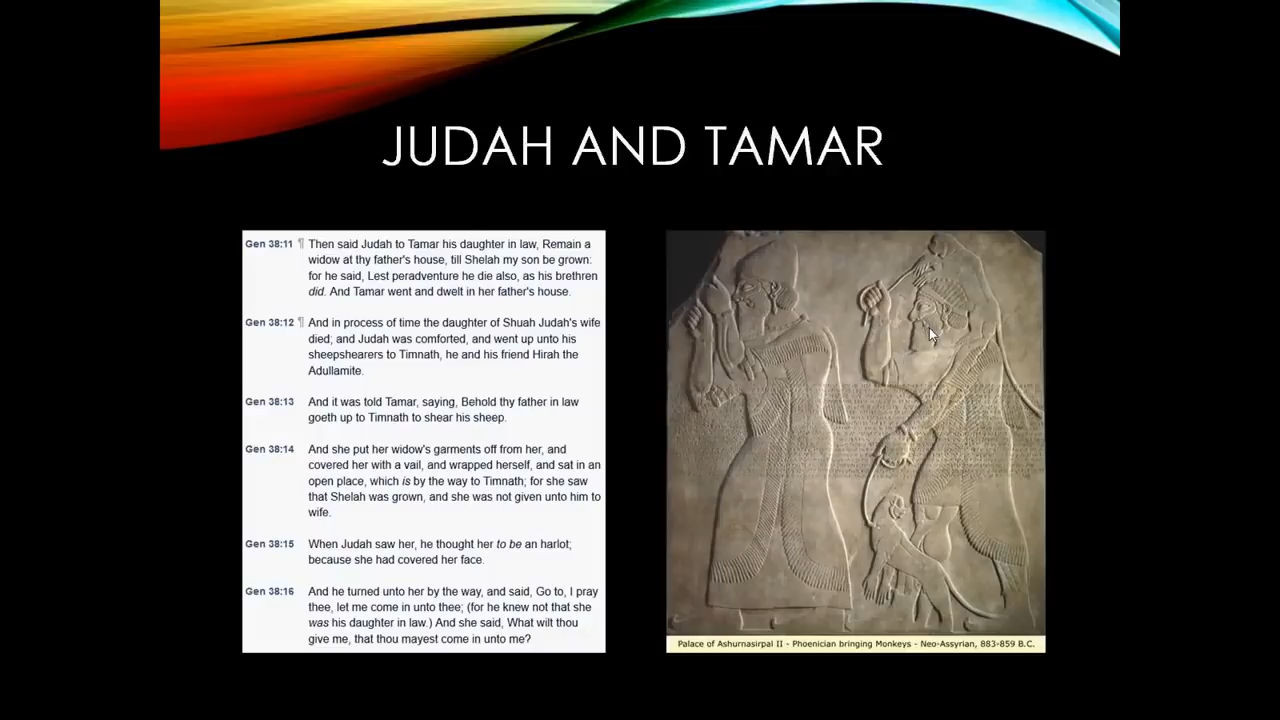 JUDAH AND TAMAR
Gen 38:11 ¶ Then said Judah to Tamar his daughter in law, Remain a
widow at thy father's house, till Shelah my son be grown:
for he said, Lest peradventure he die also, as his brethren
did. And Tamar went and dwelt in her father's house.
Gen 38:12 ¶ And in process of time the daughter of Shuah Judah's wife
died; and Judah was comforted, and went up unto his
sheepshearers to Timnath, he and his friend Hirah the
Adullamite.
Gen 38:13 And it was told Tamar, saying, Behold thy father in law
goeth up to Timnath to shear his sheep.
Gen 38:14 And she put her widow's garments off from her, and
covered her with a vail, and wrapped herself, and sat in an
open place, which is by the way to Timnath; for she saw
that Shelah was grown, and she was not given unto him to
wife.
Gen 38:15 When Judah saw her, he thought her to be an harlot;
because she had covered her face.
Gen 38:16 And he turned unto her by the way, and said, Go to, I pray
thee, let me come in unto thee; (for he knew not that she
was his daughter in law.) And she said, What wilt thou
give me, that thou mayest come in unto me?
Palace of Ashurnasirpal II - Phoenician bringing Monkeys - Neo-Assyrian, 883-859 B.C.